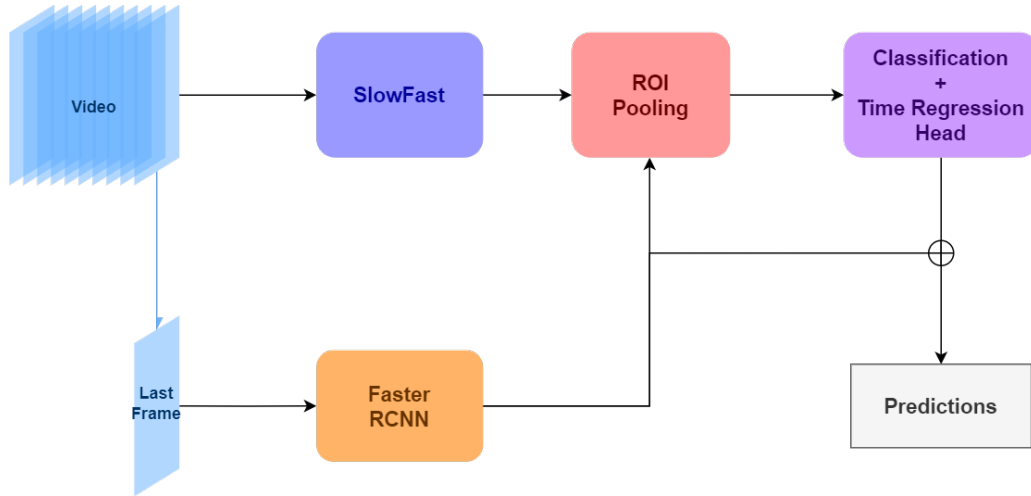 Video
SlowFast
ROI
Pooling
Classification
+
Time Regression
Head
Last
Frame
Faster
RCNN
Predictions